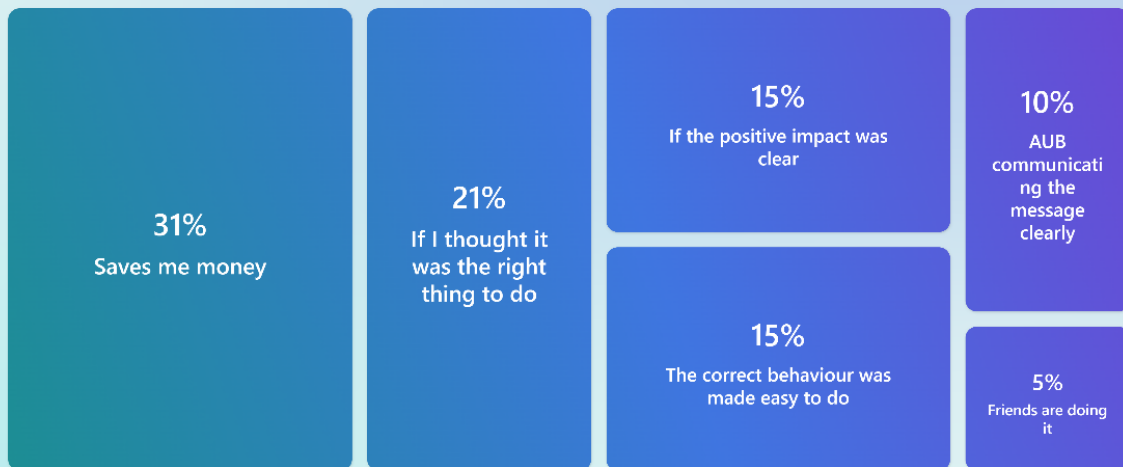 31%
Saves me money
21%
If I thought it
was the right
thing to do
15%
If the positive impact was
clear
15%
The correct behaviour was
made easy to do
10%
AUB
communicati
ng the
message
clearly
5%
Friends are doing
it